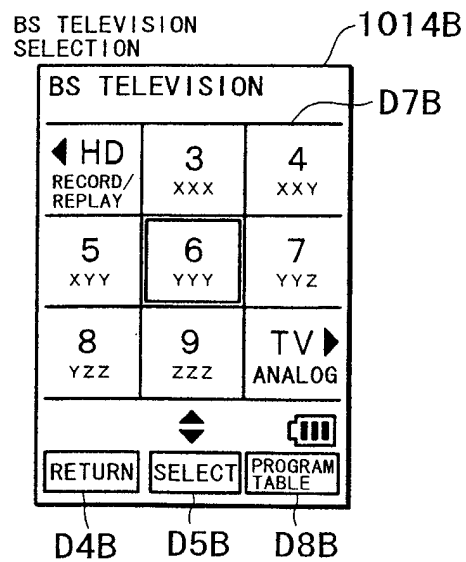 BS TELEVISION
SELECTION
1014B
BS TELEVISION
D7B
◀ HD 3 4
RECORD/ XXX XXY
REPLAY
5 6 7
XYY YYY YYZ
8 9 TV ▶
YZZ ZZZ ANALOG
RETURN SELECT PROGRAM
TABLE
D4B D5B D8B